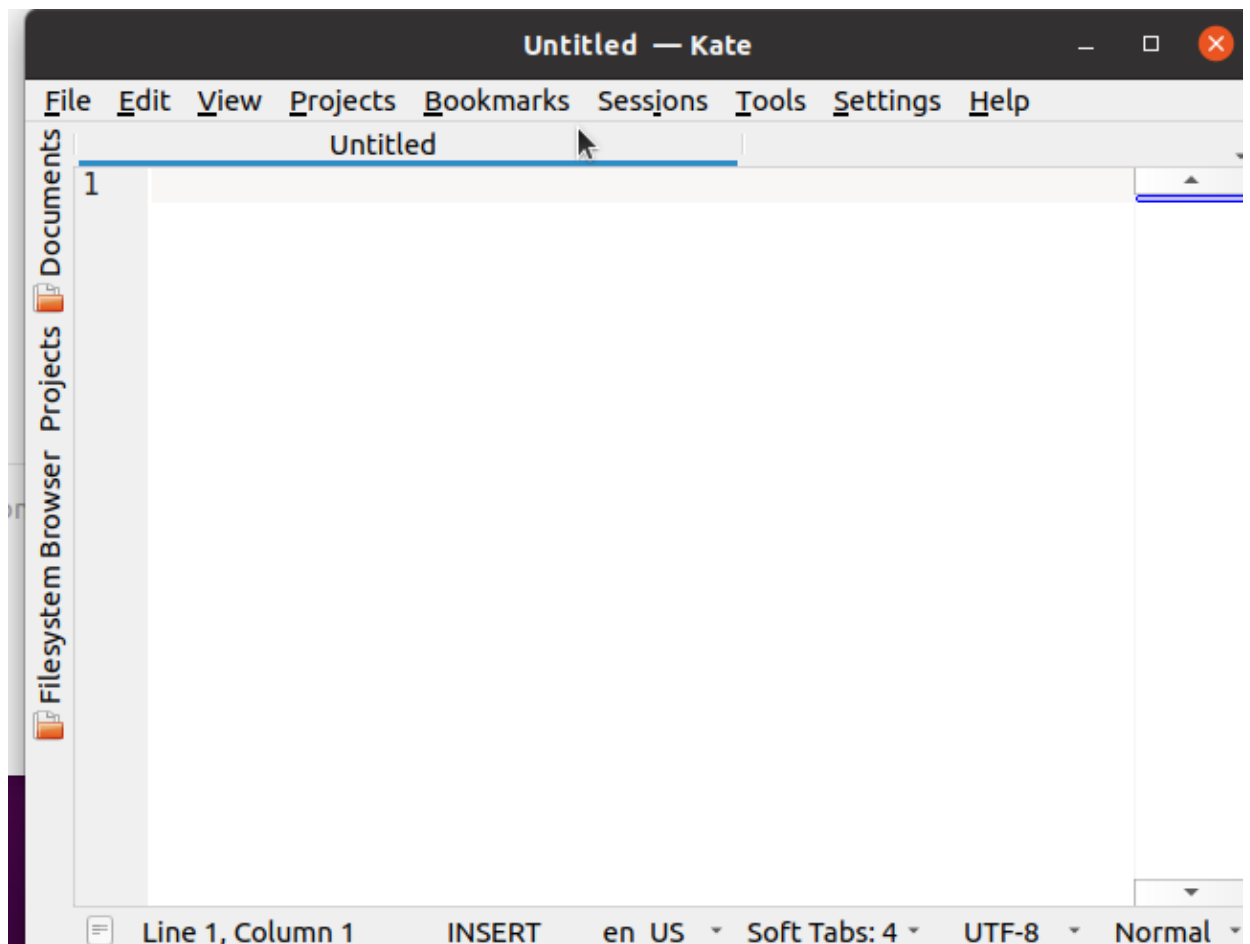 Untitled — Kate
File Edit View Projects Bookmarks Sessions Tools Settings Help
Untitled
1
Documents
Projects
Filesystem Browser
Line 1, Column 1 INSERT en_US Soft Tabs: 4 UTF-8 Normal